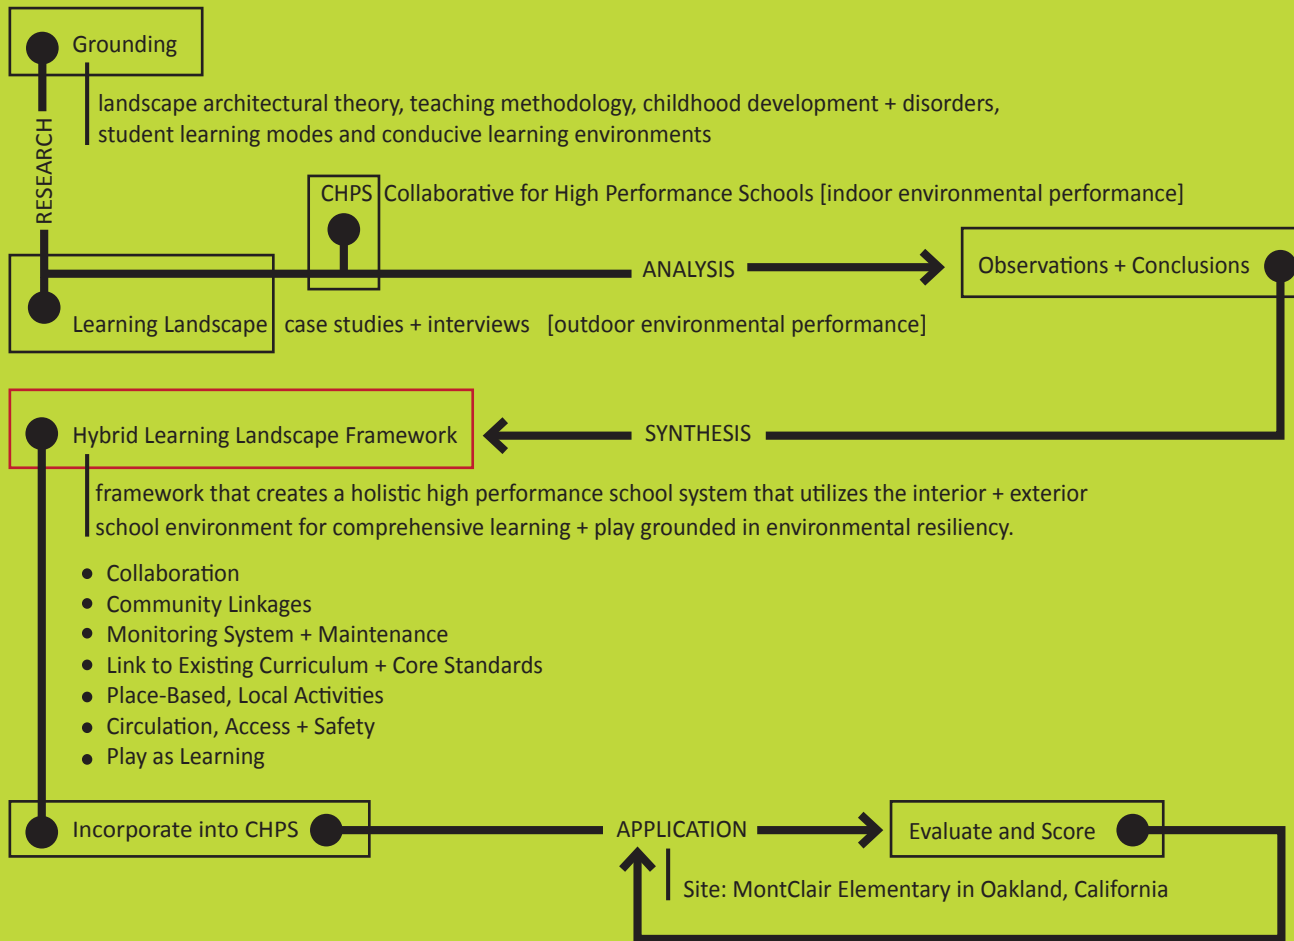 Grounding
landscape architectural theory, teaching methodology, childhood development + disorders,
student learning modes and conducive learning environments
RESEARCH
CHPS Collaborative for High Performance Schools [indoor environmental performance]
ANALYSIS
Observations + Conclusions
Learning Landscape case studies + interviews [outdoor environmental performance]
Hybrid Learning Landscape Framework
SYNTHESIS
framework that creates a holistic high performance school system that utilizes the interior + exterior
school environment for comprehensive learning + play grounded in environmental resiliency.
Collaboration
Community Linkages
Monitoring System + Maintenance
Link to Existing Curriculum + Core Standards
Place-Based, Local Activities
Circulation, Access + Safety
Play as Learning
Incorporate into CHPS
APPLICATION
Evaluate and Score
Site: MontClair Elementary in Oakland, California